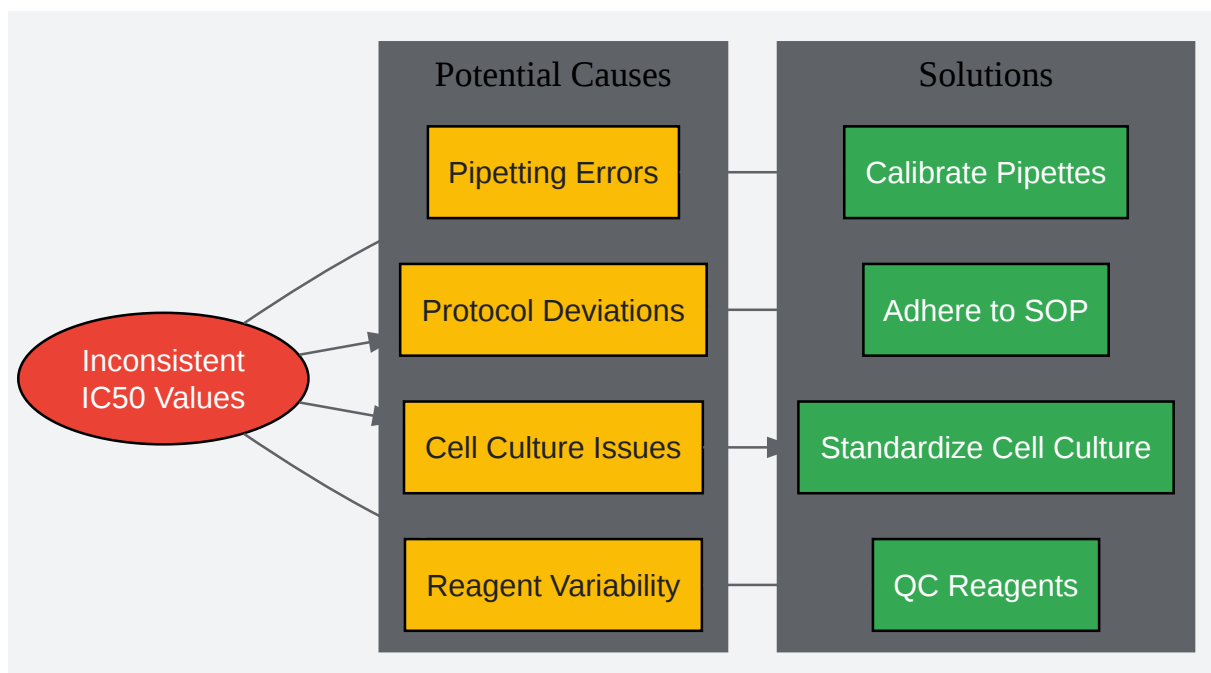 Potential Causes
Solutions
Pipetting Errors
Calibrate Pipettes
Protocol Deviations
Adhere to SOP
Inconsistent
IC50 Values
Cell Culture Issues
Standardize Cell Culture
Reagent Variability
QC Reagents